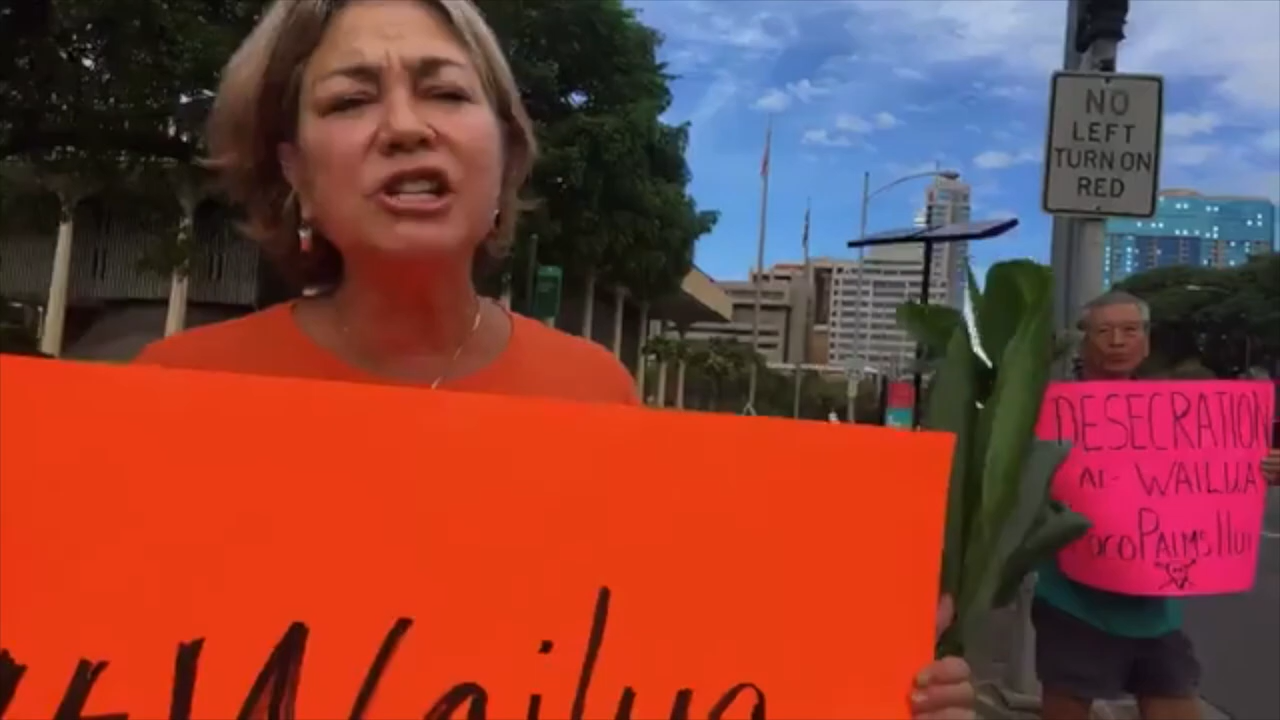 NO
LEFT
TURN ON
RED
DESECRATION
AT WAILUA
Wailua